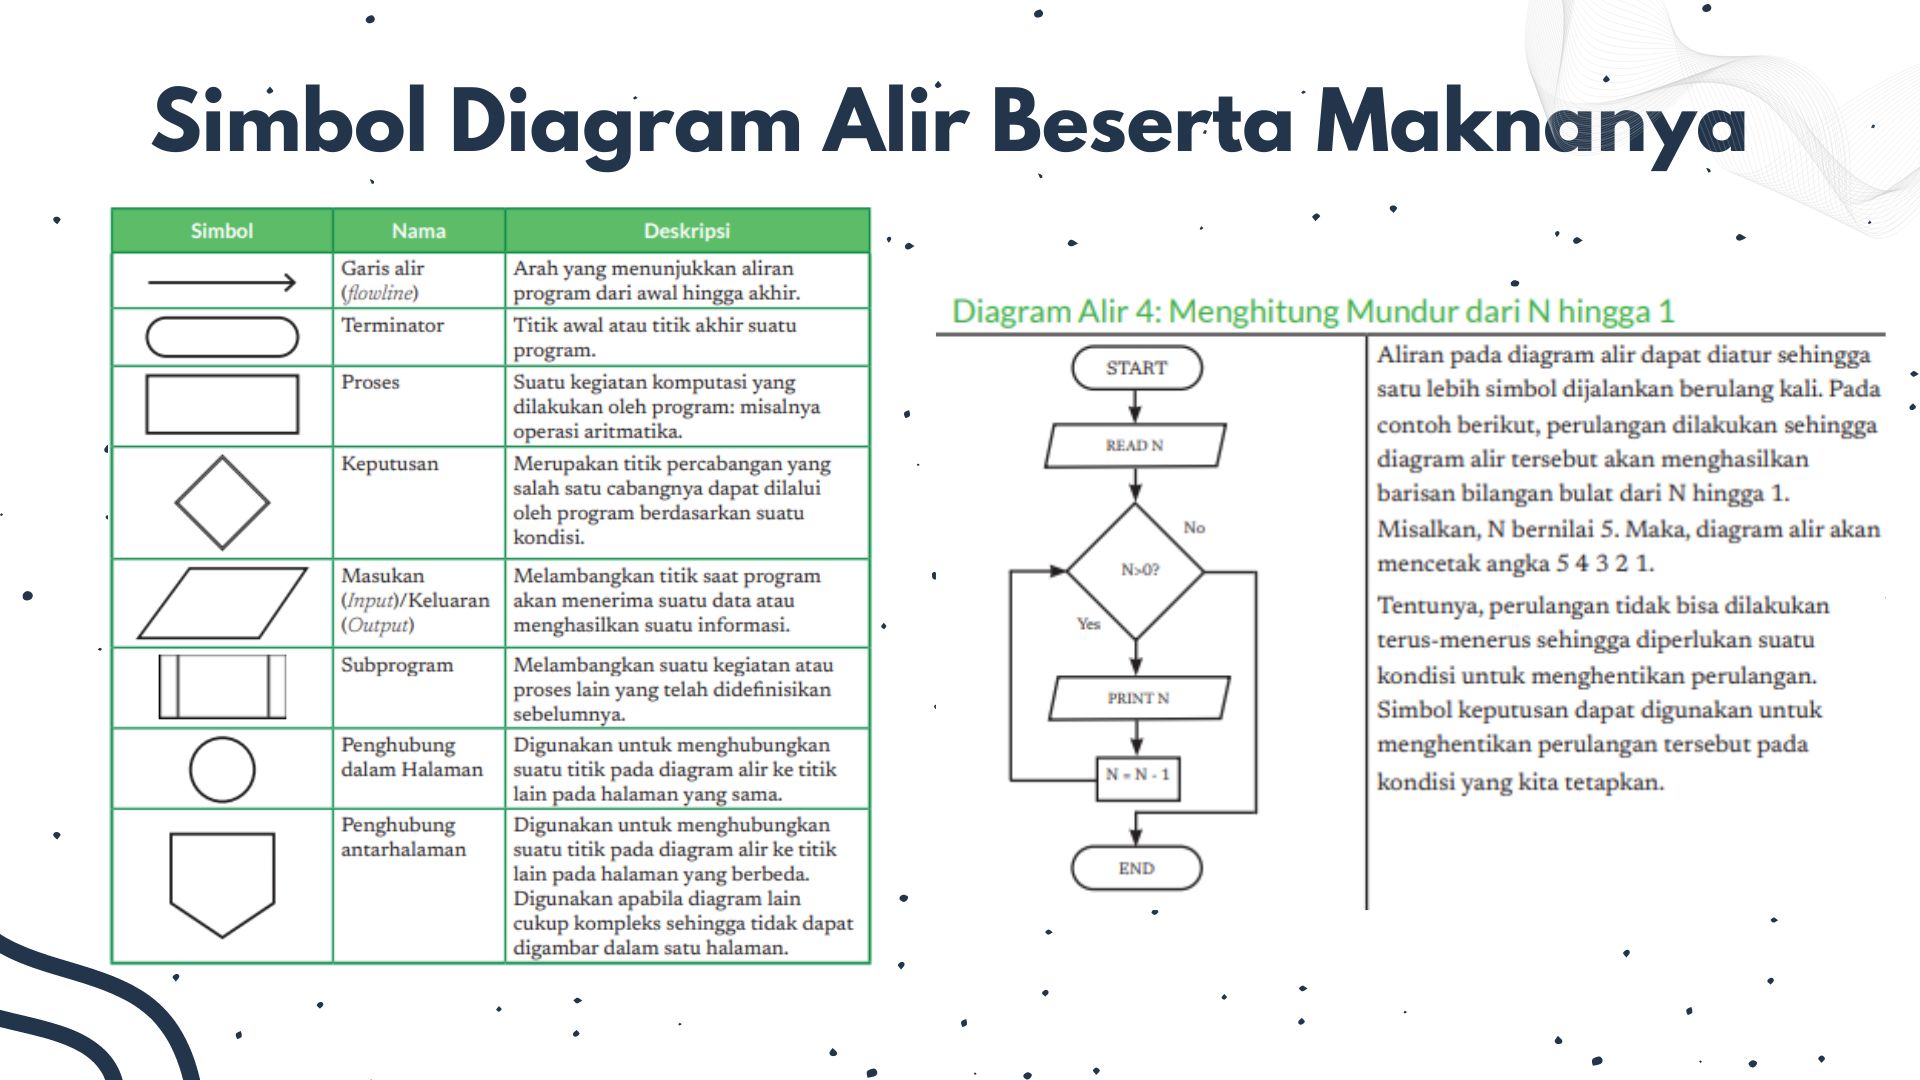 Simbol Diagram Alir Beserta Maknanya
Simbol Nama Deskripsi
Garis alir
(flowline)
Arah yang menunjukkan aliran
program dari awal hingga akhir.
Terminator
Titik awal atau titik akhir suatu
program.
Proses
Suatu kegiatan komputasi yang
dilakukan oleh program: misalnya
operasi aritmatika.
Keputusan
Merupakan titik percabangan yang
salah satu cabangnya dapat dilalui
oleh program berdasarkan suatu
kondisi.
Masukan
(Input)/Keluaran
(Output)
Melambangkan titik saat program
akan menerima suatu data atau
menghasilkan suatu informasi.
Subprogram
Melambangkan suatu kegiatan atau
proses lain yang telah didefinisikan
sebelumnya.
Penghubung
dalam Halaman
Digunakan untuk menghubungkan
suatu titik pada diagram alir ke titik
lain pada halaman yang sama.
Penghubung
antarhalaman
Digunakan untuk menghubungkan
suatu titik pada diagram alir ke titik
lain pada halaman yang berbeda.
Digunakan apabila diagram lain
cukup kompleks sehingga tidak dapat
digambar dalam satu halaman.
Diagram Alir 4: Menghitung Mundur dari N hingga 1
START
READ N
No
N>0?
Yes
PRINT N
N = N - 1
END
Aliran pada diagram alir dapat diatur sehingga
satu lebih simbol dijalankan berulang kali. Pada
contoh berikut, perulangan dilakukan sehingga
diagram alir tersebut akan menghasilkan
barisan bilangan bulat dari N hingga 1.
Misalkan, N bernilai 5. Maka, diagram alir akan
mencetak angka 5 4 3 2 1.
Tentunya, perulangan tidak bisa dilakukan
terus-menerus sehingga diperlukan suatu
kondisi untuk menghentikan perulangan.
Simbol keputusan dapat digunakan untuk
menghentikan perulangan tersebut pada
kondisi yang kita tetapkan.